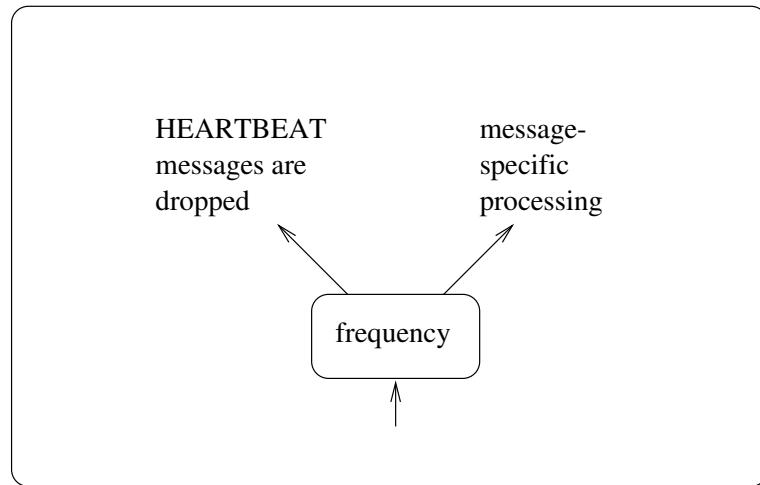 HEARTBEAT
messages are
dropped
message-
specific
processing
frequency